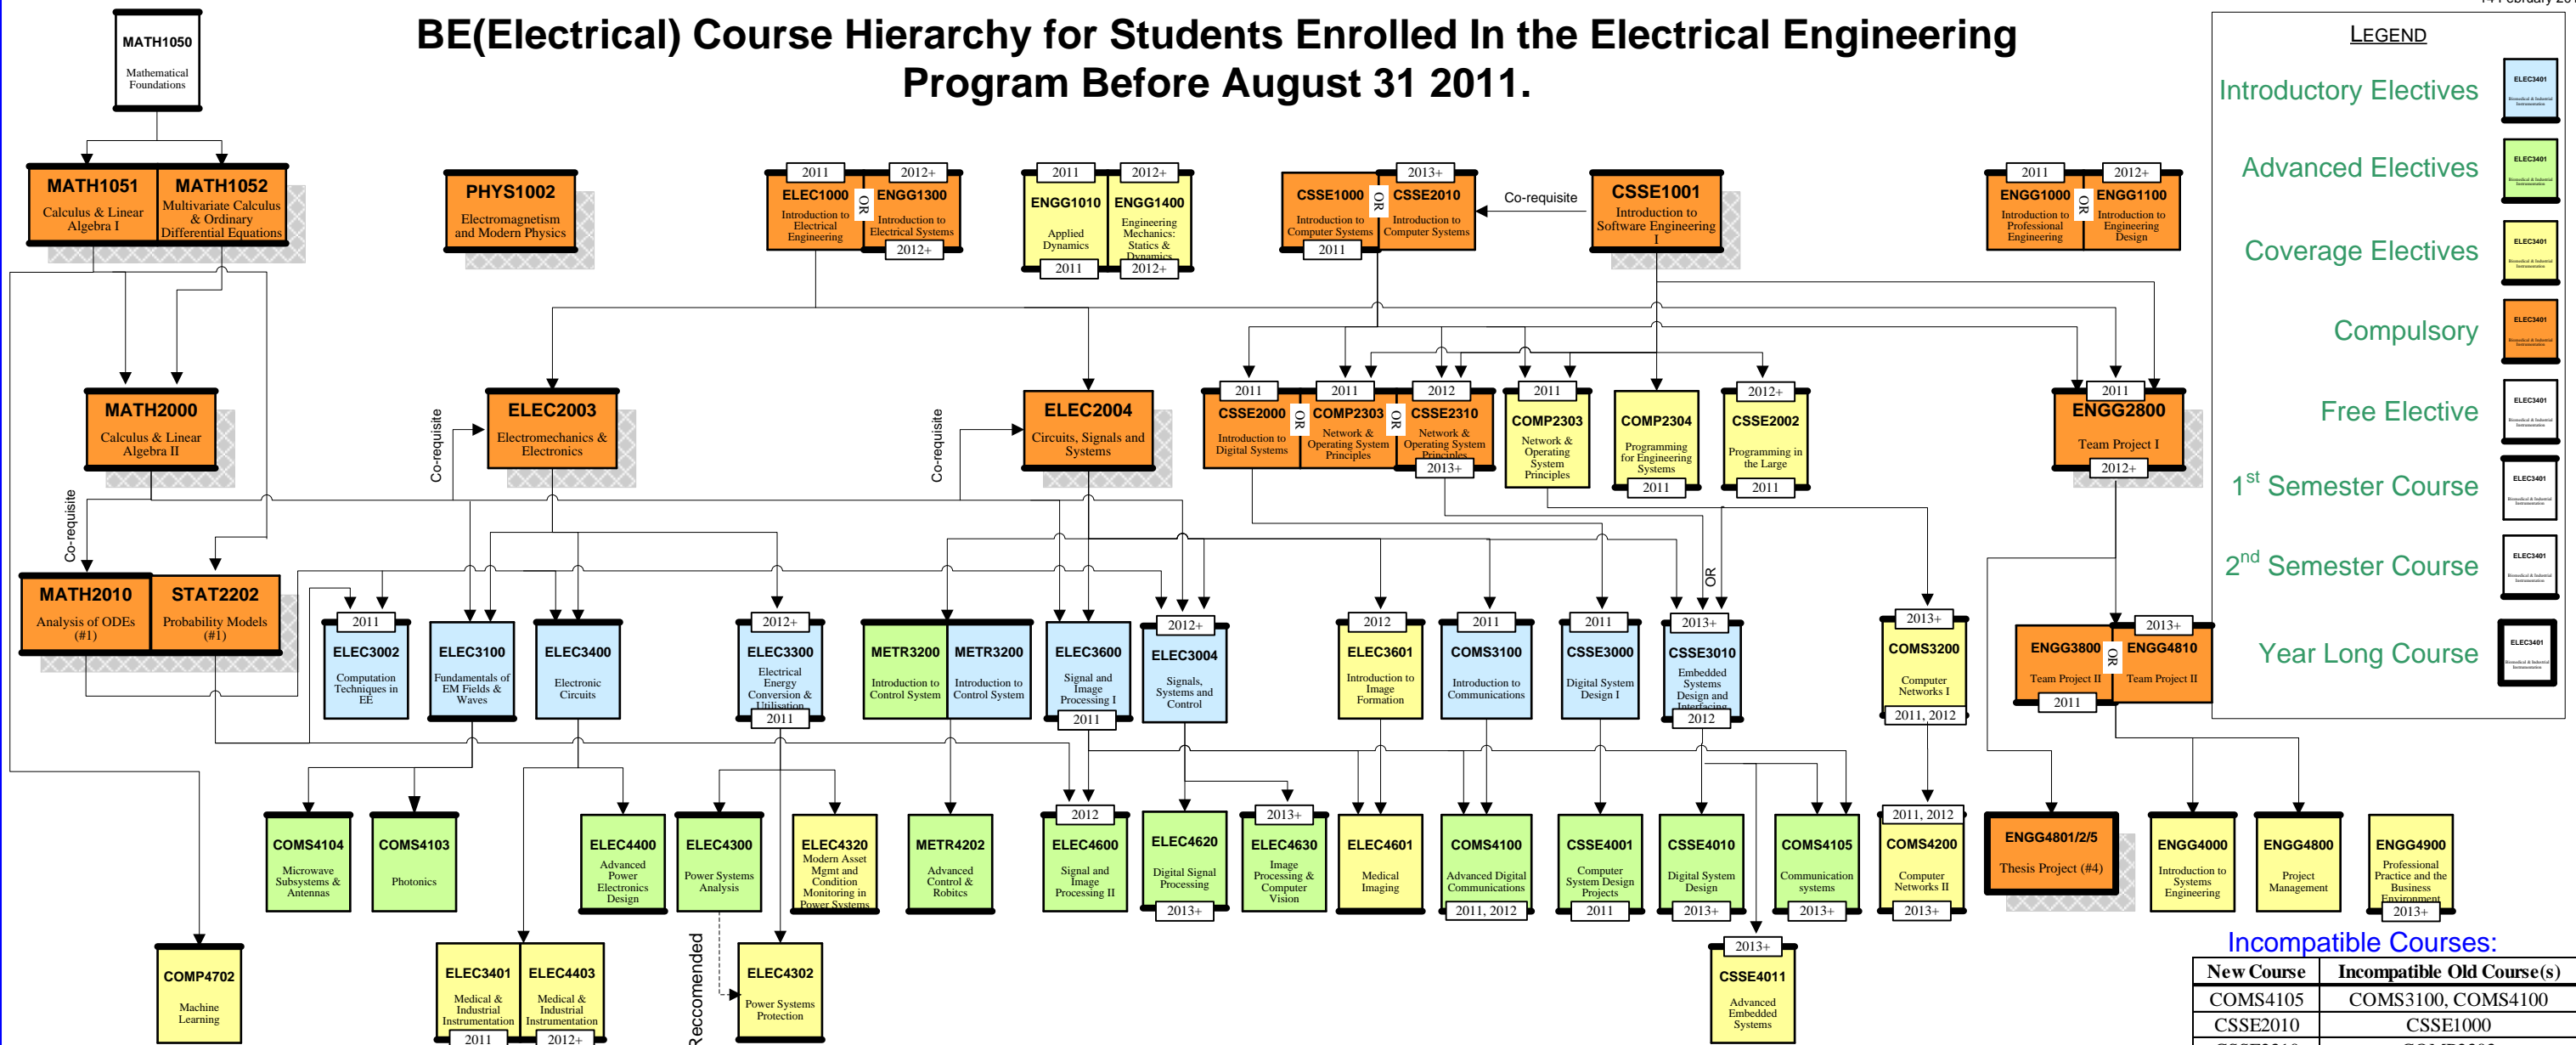 14 February 201
BE(Electrical) Course Hierarchy for Students Enrolled In the Electrical Engineering
Program Before August 31 2011.
MATH1050
Mathematical
Foundations
MATH1051
Calculus & Linear
Algebra I
MATH1052
Multivariate Calculus
& Ordinary
Differential Equations
PHYS1002
Electromagnetism
and Modern Physics
2011
ELEC1000
Introduction to
Electrical
Engineering
OR
2012+
ENGG1300
Introduction to
Electrical Systems
2012+
2011
ENGG1010
Applied
Dynamics
2011
2012+
ENGG1400
Engineering
Mechanics:
Statics &
Dynamics
2012+
CSSE1000
Introduction to
Computer Systems
2011
OR
2013+
CSSE2010
Introduction to
Computer Systems
Co-requisite
CSSE1001
Introduction to
Software Engineering
I
2011
ENGG1000
Introduction to
Professional
Engineering
OR
2012+
ENGG1100
Introduction to
Engineering
Design
LEGEND
Introductory Electives
Advanced Electives
Coverage Electives
Compulsory
Free Elective
1st Semester Course
2nd Semester Course
Year Long Course
ELEC3401
ELEC3401
ELEC3401
ELEC3401
ELEC3401
ELEC3401
ELEC3401
ELEC3401
MATH2000
Calculus & Linear
Algebra II
Co-requisite
ELEC2003
Electromechanics &
Electronics
Co-requisite
ELEC2004
Circuits, Signals and
Systems
2011
CSSE2000
Introduction to
Digital Systems
OR
2011
COMP2303
Network &
Operating System
Principles
OR
2012
CSSE2310
Network &
Operating System
Principles
2013+
2011
COMP2303
Network &
Operating
System
Principles
COMP2304
Programming
for Engineering
Systems
2011
2012+
CSSE2002
Programming in
the Large
2011
2011
ENGG2800
Team Project I
2012+
Co-requisite
MATH2010
Analysis of ODEs
(#1)
STAT2202
Probability Models
(#1)
2011
ELEC3002
Computation
Techniques in
EE
ELEC3100
Fundamentals of
EM Fields &
Waves
ELEC3400
Electronic
Circuits
2012+
ELEC3300
Electrical
Energy
Conversion &
Utilisation
2011
METR3200
Introduction to
Control System
METR3200
Introduction to
Control System
ELEC3600
Signal and
Image
Processing I
2011
2012+
ELEC3004
Signals,
Systems and
Control
2012
ELEC3601
Introduction to
Image
Formation
2011
COMS3100
Introduction to
Communications
2011
CSSE3000
Digital System
Design I
OR
2013+
CSSE3010
Embedded
Systems
Design and
Interfacing
2012
2013+
COMS3200
Computer
Networks I
2011, 2012
ENGG3800
Team Project II
2011
OR
2013+
ENGG4810
Team Project II
COMS4104
Microwave
Subsystems &
Antennas
COMS4103
Photonics
ELEC4400
Advanced
Power
Electronics
Design
ELEC4300
Power Systems
Analysis
ELEC4320
Modern Asset
Mgmt and
Condition
Monitoring in
Power Systems
METR4202
Advanced
Control &
Robitcs
2012
ELEC4600
Signal and
Image
Processing II
ELEC4620
Digital Signal
Processing
2013+
2013+
ELEC4630
Image
Processing &
Computer
Vision
ELEC4601
Medical
Imaging
COMS4100
Advanced Digital
Communications
2011, 2012
CSSE4001
Computer
System Design
Projects
2011
CSSE4010
Digital System
Design
2013+
COMS4105
Communication
systems
2013+
2011, 2012
COMS4200
Computer
Networks II
2013+
ENGG4801/2/5
Thesis Project (#4)
ENGG4000
Introduction to
Systems
Engineering
ENGG4800
Project
Management
ENGG4900
Professional
Practice and the
Business
Environment
2013+
COMP4702
Machine
Learning
ELEC3401
Medical &
Industrial
Instrumentation
2011
ELEC4403
Medical &
Industrial
Instrumentation
2012+
Reccomended
ELEC4302
Power Systems
Protection
2013+
CSSE4011
Advanced
Embedded
Systems
Incompatible Courses:
New Course Incompatible Old Course(s)
COMS4105 COMS3100, COMS4100
CSSE2010 CSSE1000